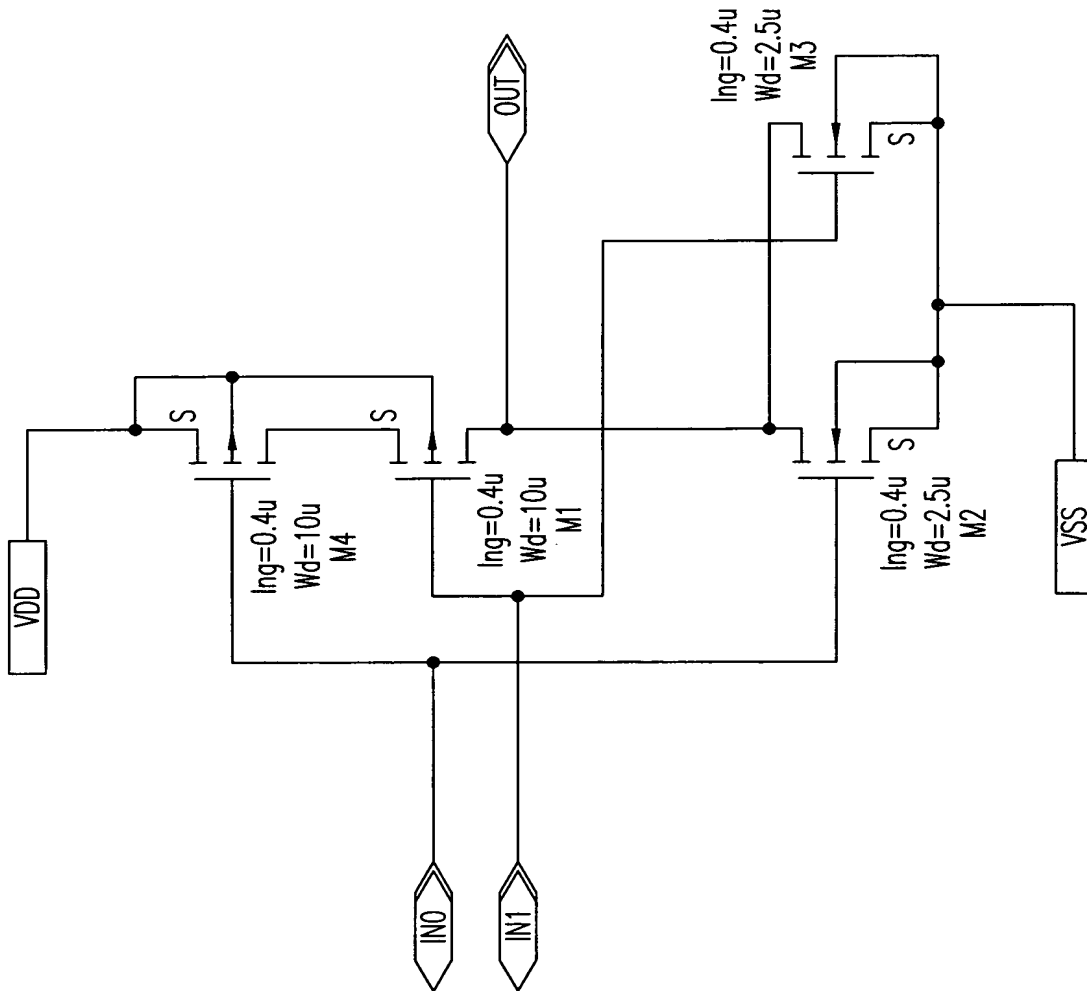 VDD
S
lng=0.4u
Wd=10u
M4
S
lng=0.4u
Wd=10u
M1
OUT
IN0
IN1
lng=0.4u
Wd=2.5u
M3
S
S
lng=0.4u
Wd=2.5u
M2
VSS